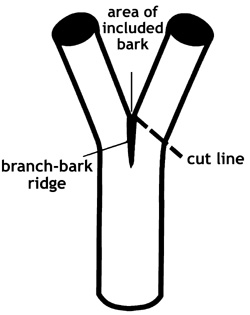 area of
included
bark
branch-bark
ridge
cut line